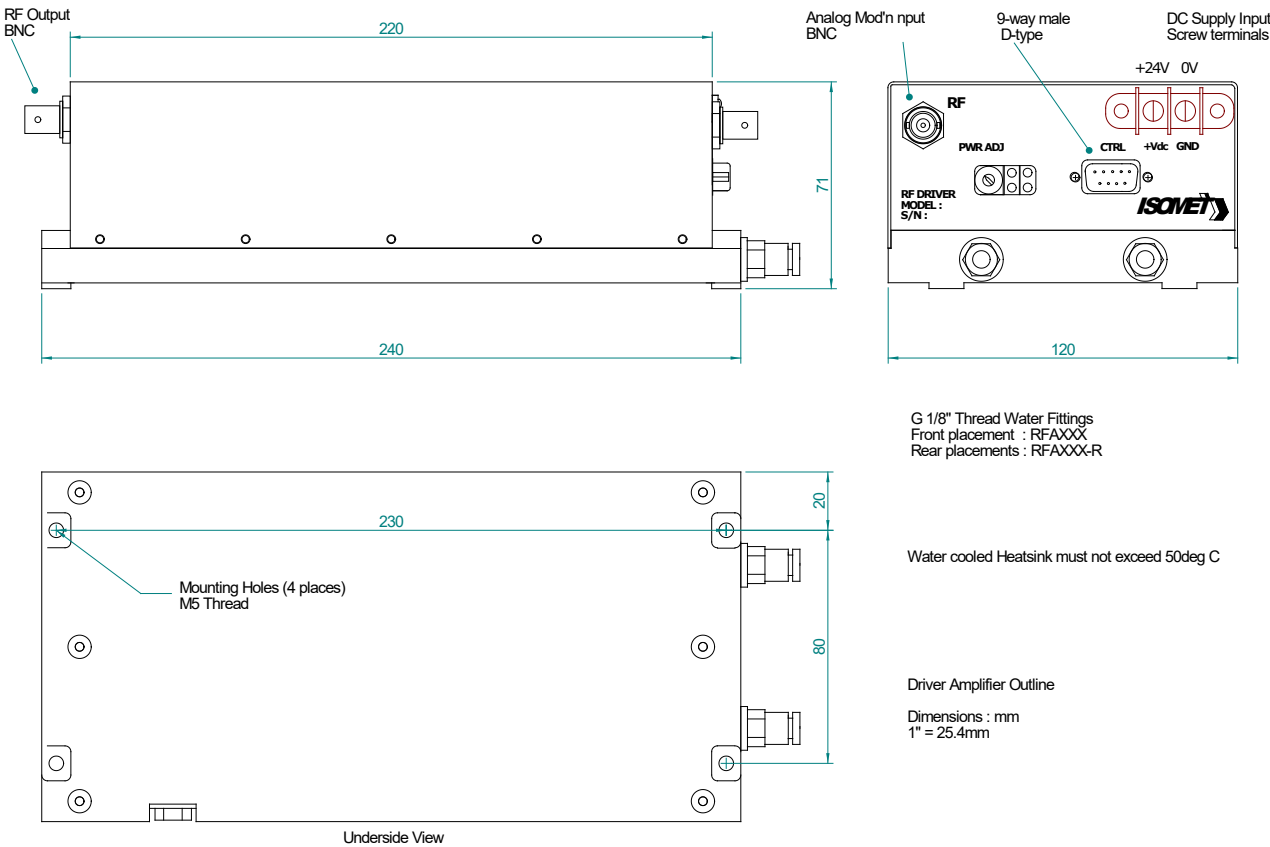 RF Output
BNC
220
71
240
Analog Mod'n nput
BNC
9-way male
D-type
DC Supply Input
Screw terminals
+24V 0V
RF
PWR ADJ
CTRL +Vdc GND
RF DRIVER
MODEL :
S/N :
ISOMET
120
G 1/8" Thread Water Fittings
Front placement : RFAXXX
Rear placements : RFAXXX-R
Water cooled Heatsink must not exceed 50deg C
230
20
80
Mounting Holes (4 places)
M5 Thread
Driver Amplifier Outline
Dimensions : mm
1" = 25.4mm
Underside View